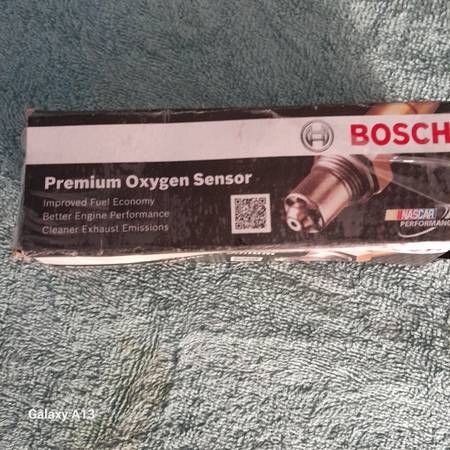 BOSCH
Premium Oxygen Sensor
Improved Fuel Economy
Better Engine Performance
Cleaner Exhaust Emissions
NASCAR
PERFORMANC
Galaxy A13